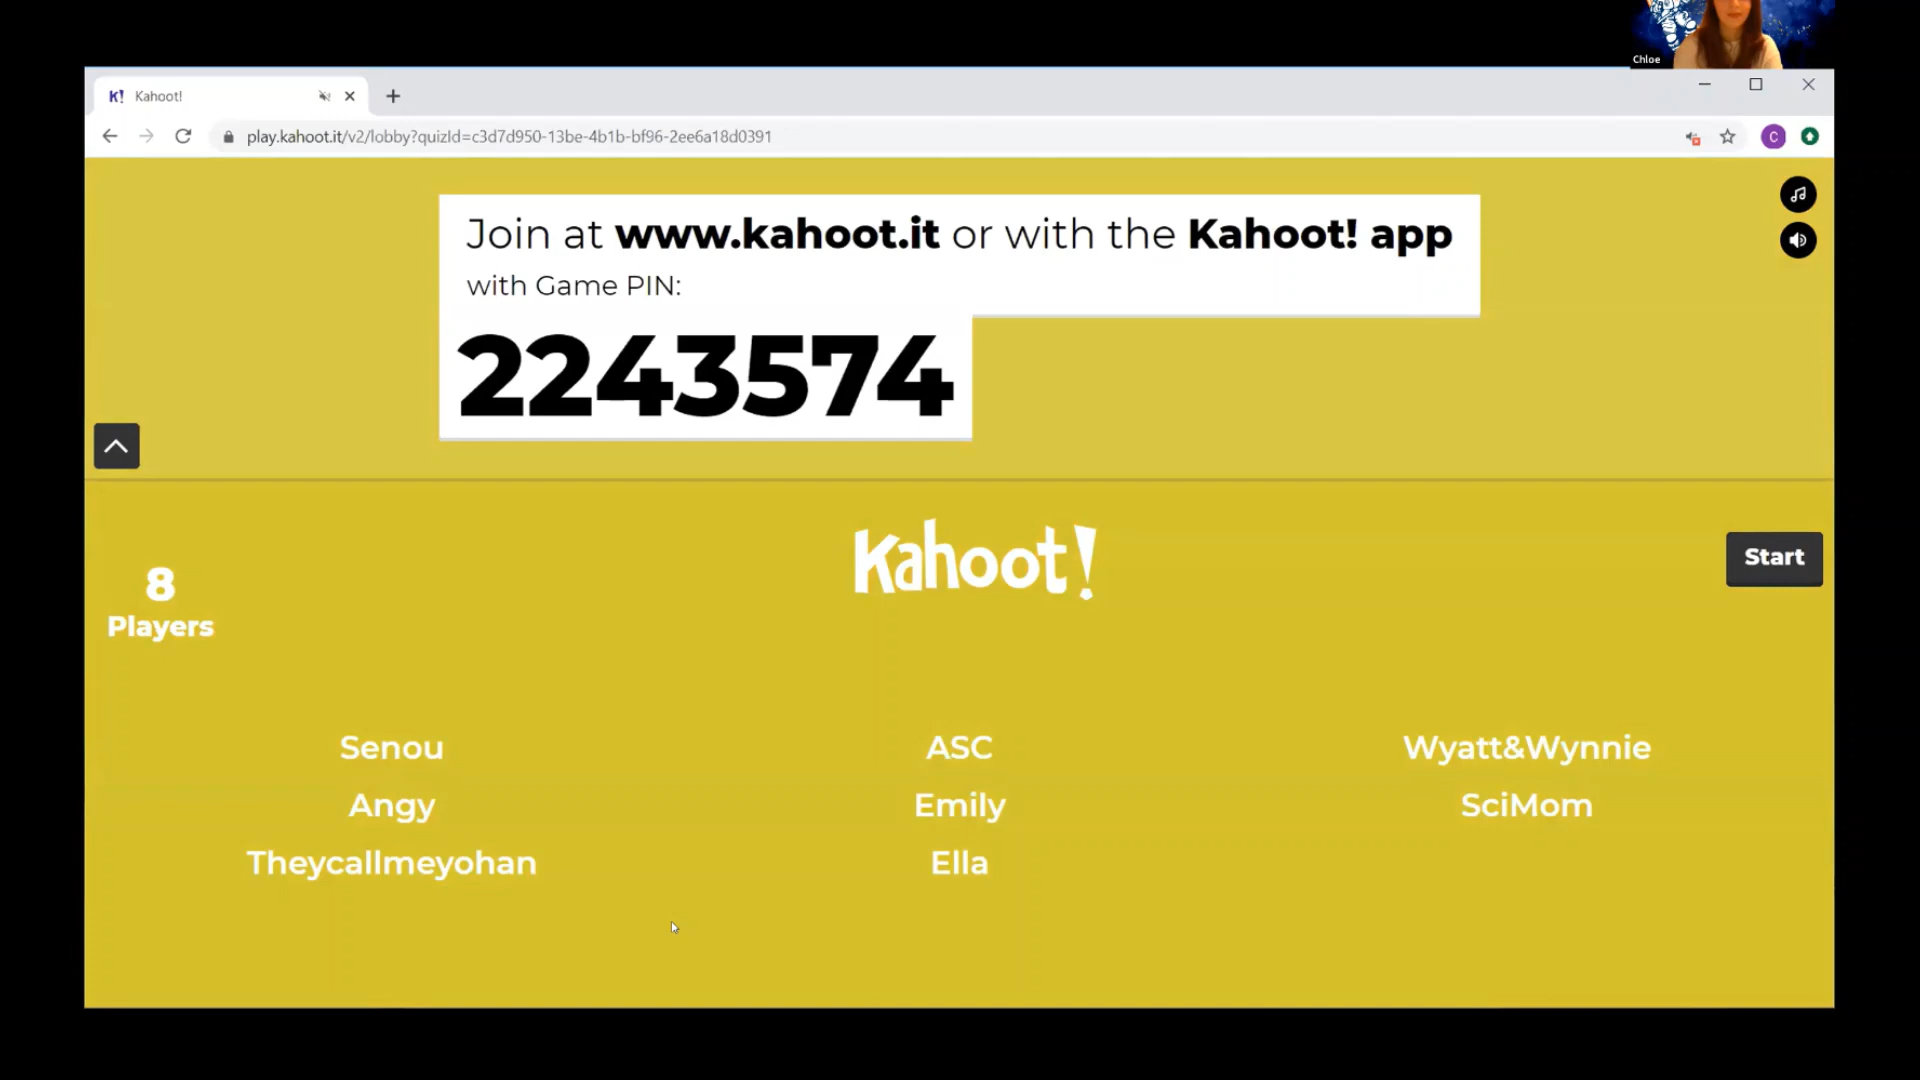 Chloe
K! Kahoot!
play.kahoot.it/v2/lobby?quizId=c3d7d950-13be-4b1b-bf96-2ee6a18d0391
C
Join at www.kahoot.it or with the Kahoot! app
with Game PIN:
2243574
Kahoot!
Start
8
Players
Senou
ASC
Wyatt&Wynnie
Angy
Emily
SciMom
Theycallmeyohan
Ella